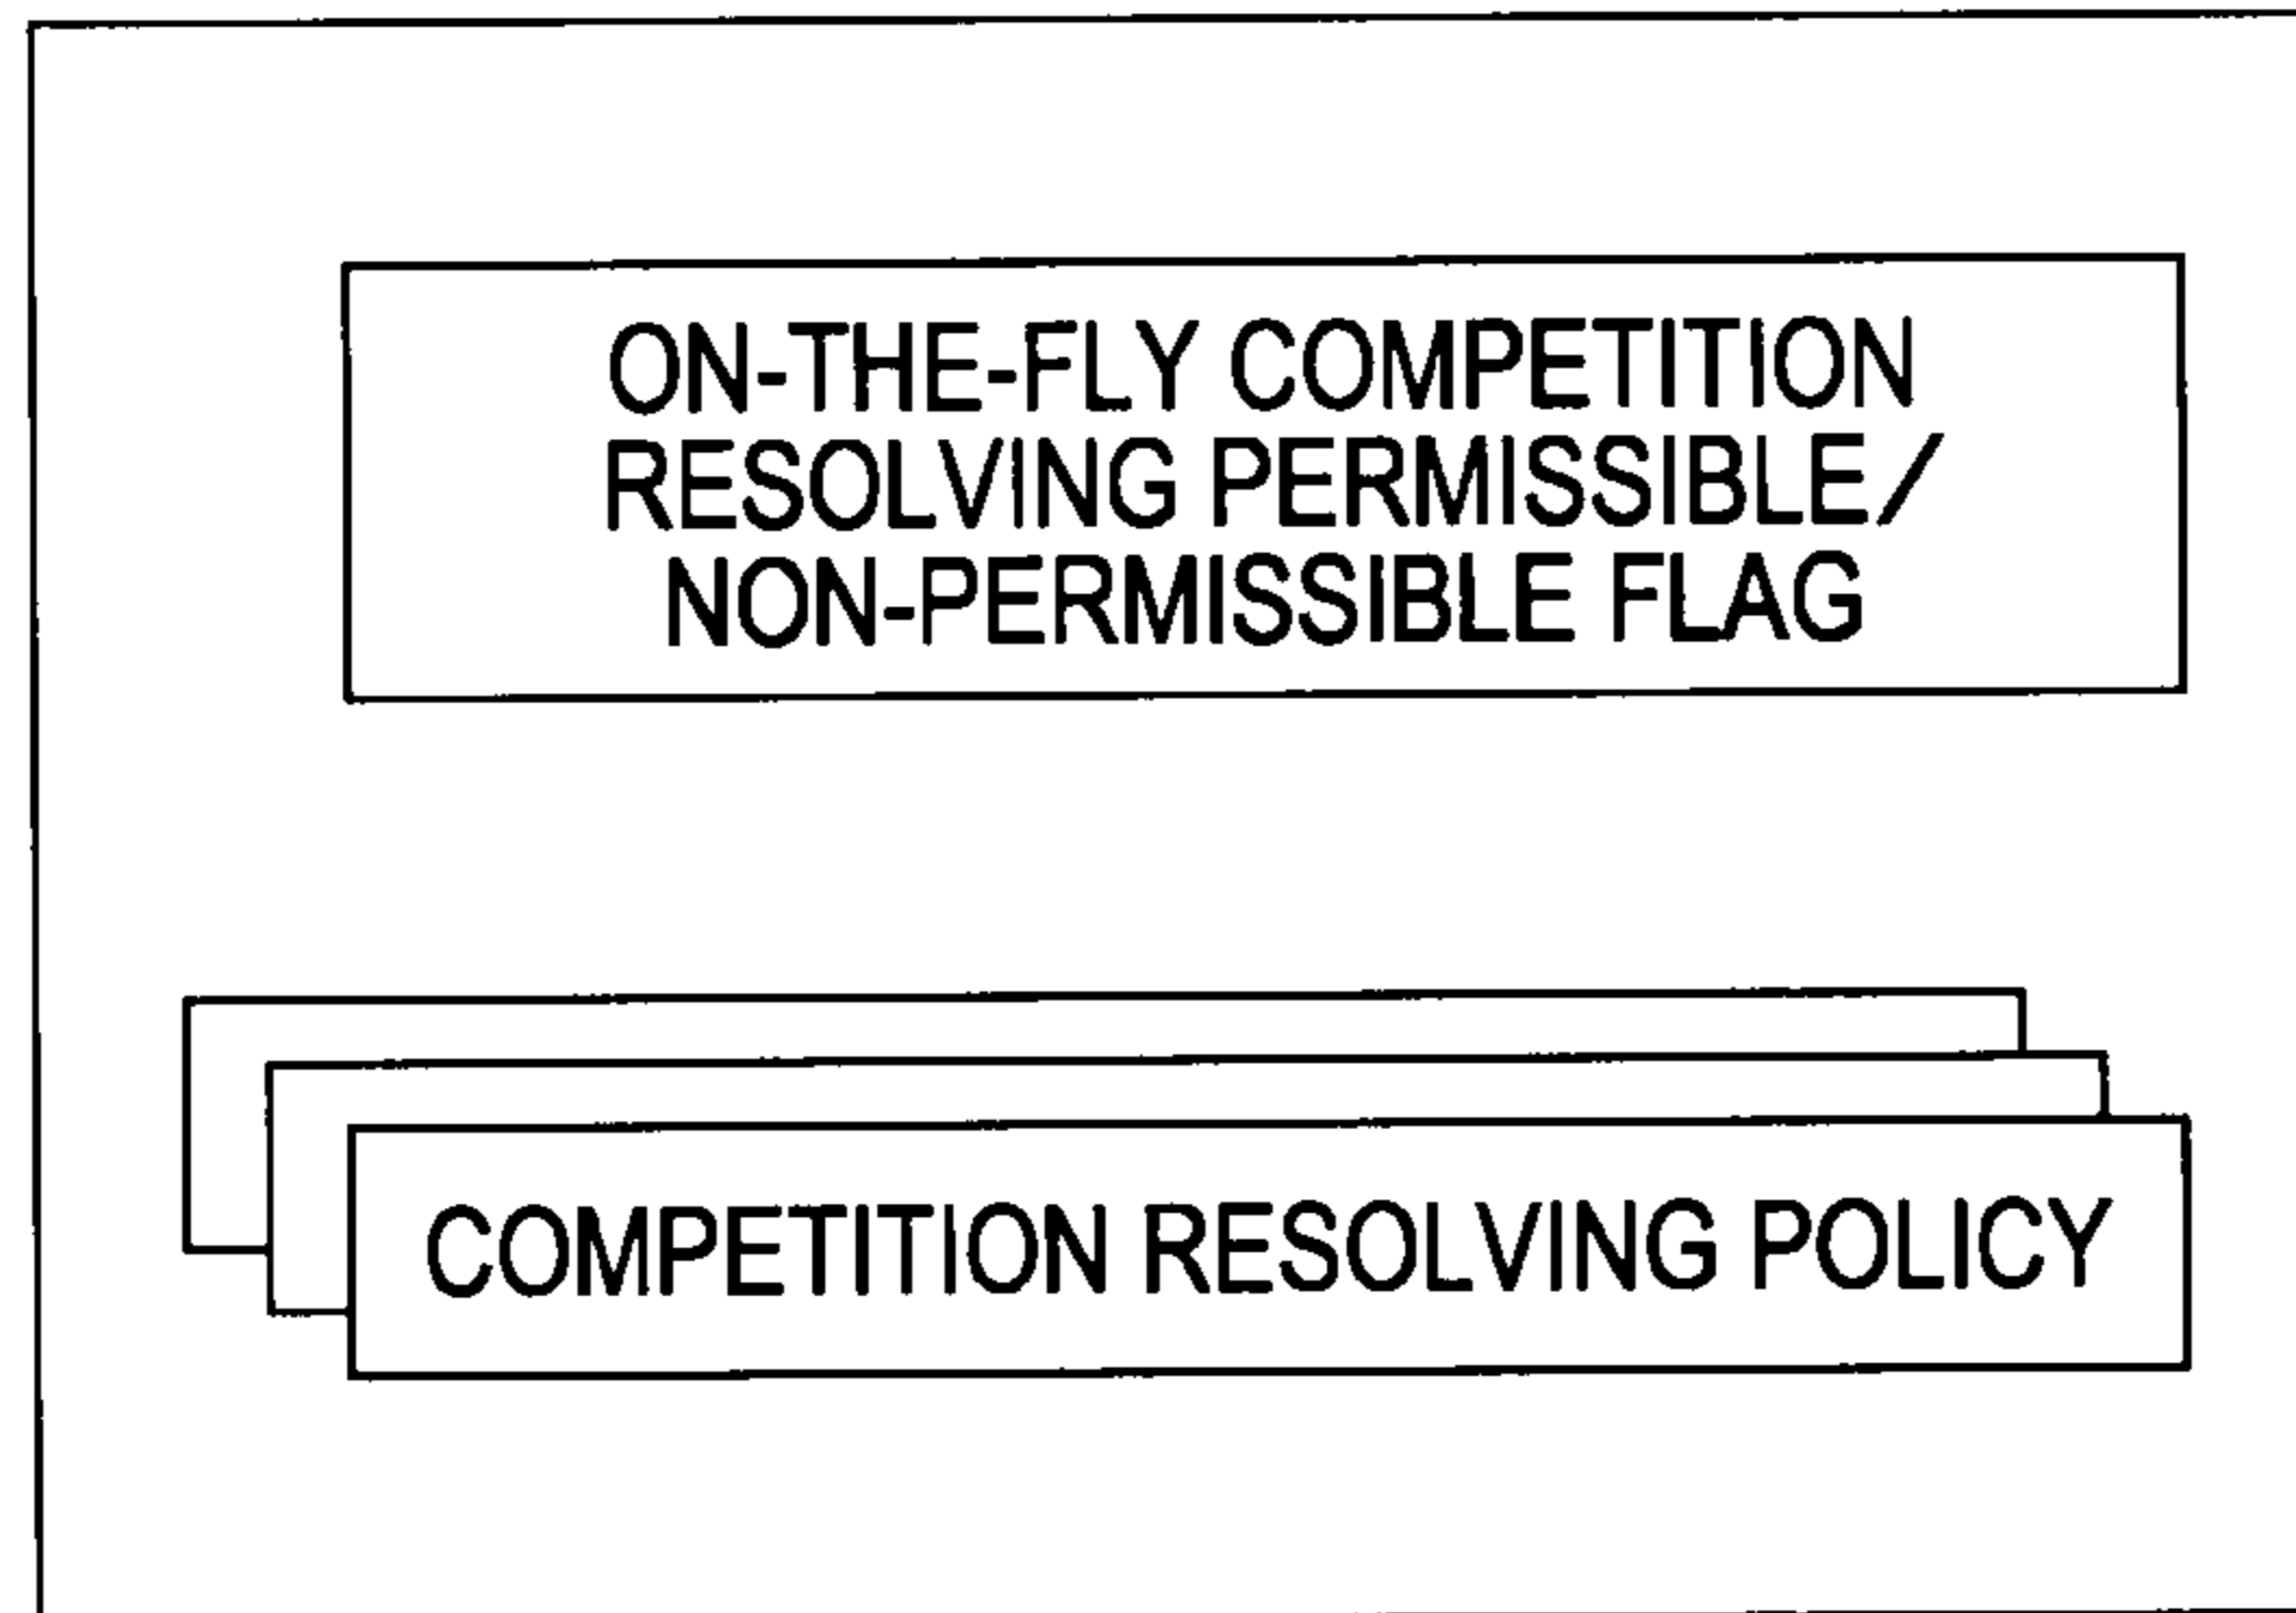 ON-THE-FLY COMPETITION
RESOLVING PERMISSIBLE/
NON-PERMISSIBLE FLAG
COMPETITION RESOLVING POLICY